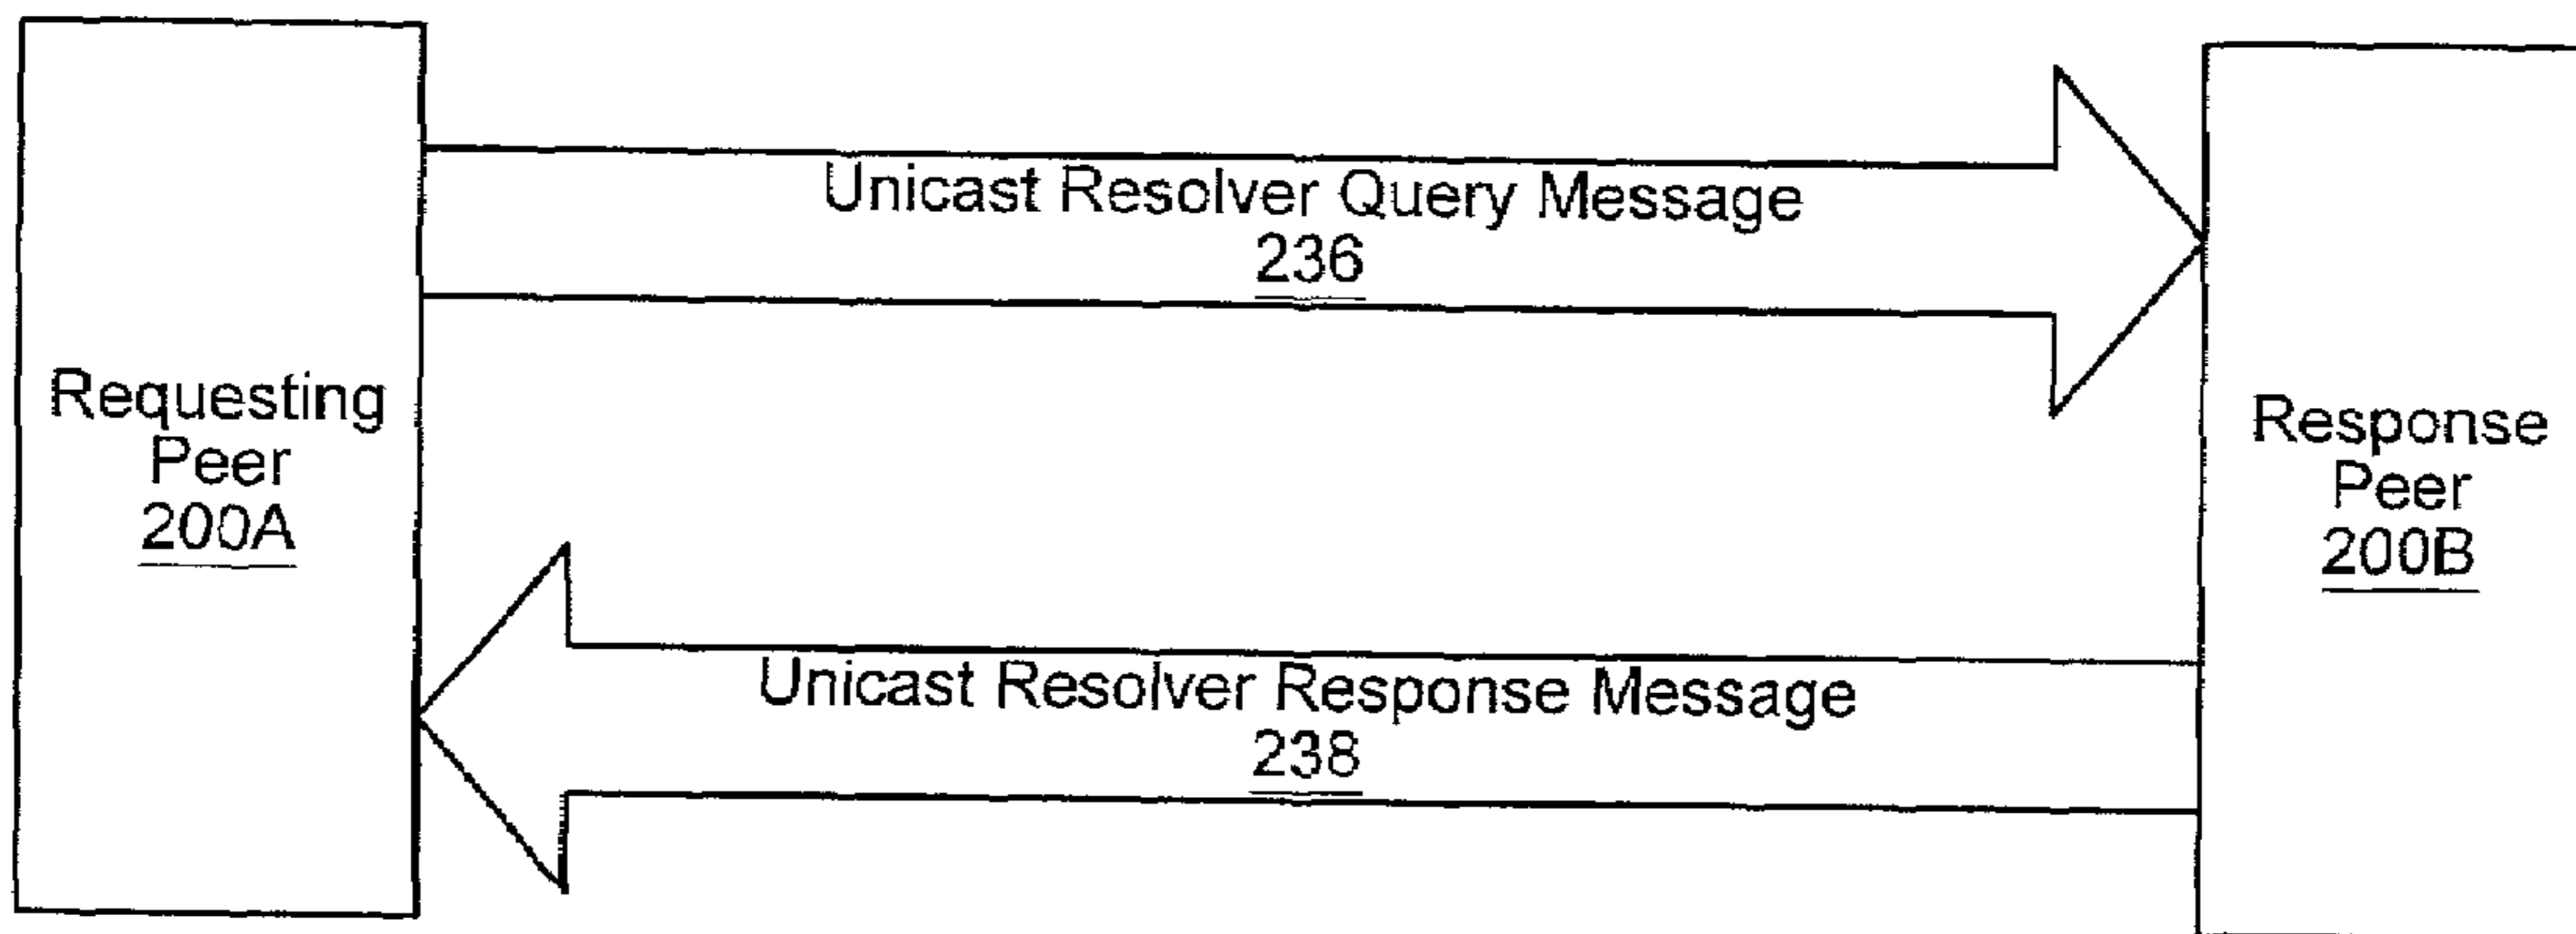 Unicast Resolver Query Message
236
Requesting
Peer
200A
Response
Peer
200B
Unicast Resolver Response Message
238